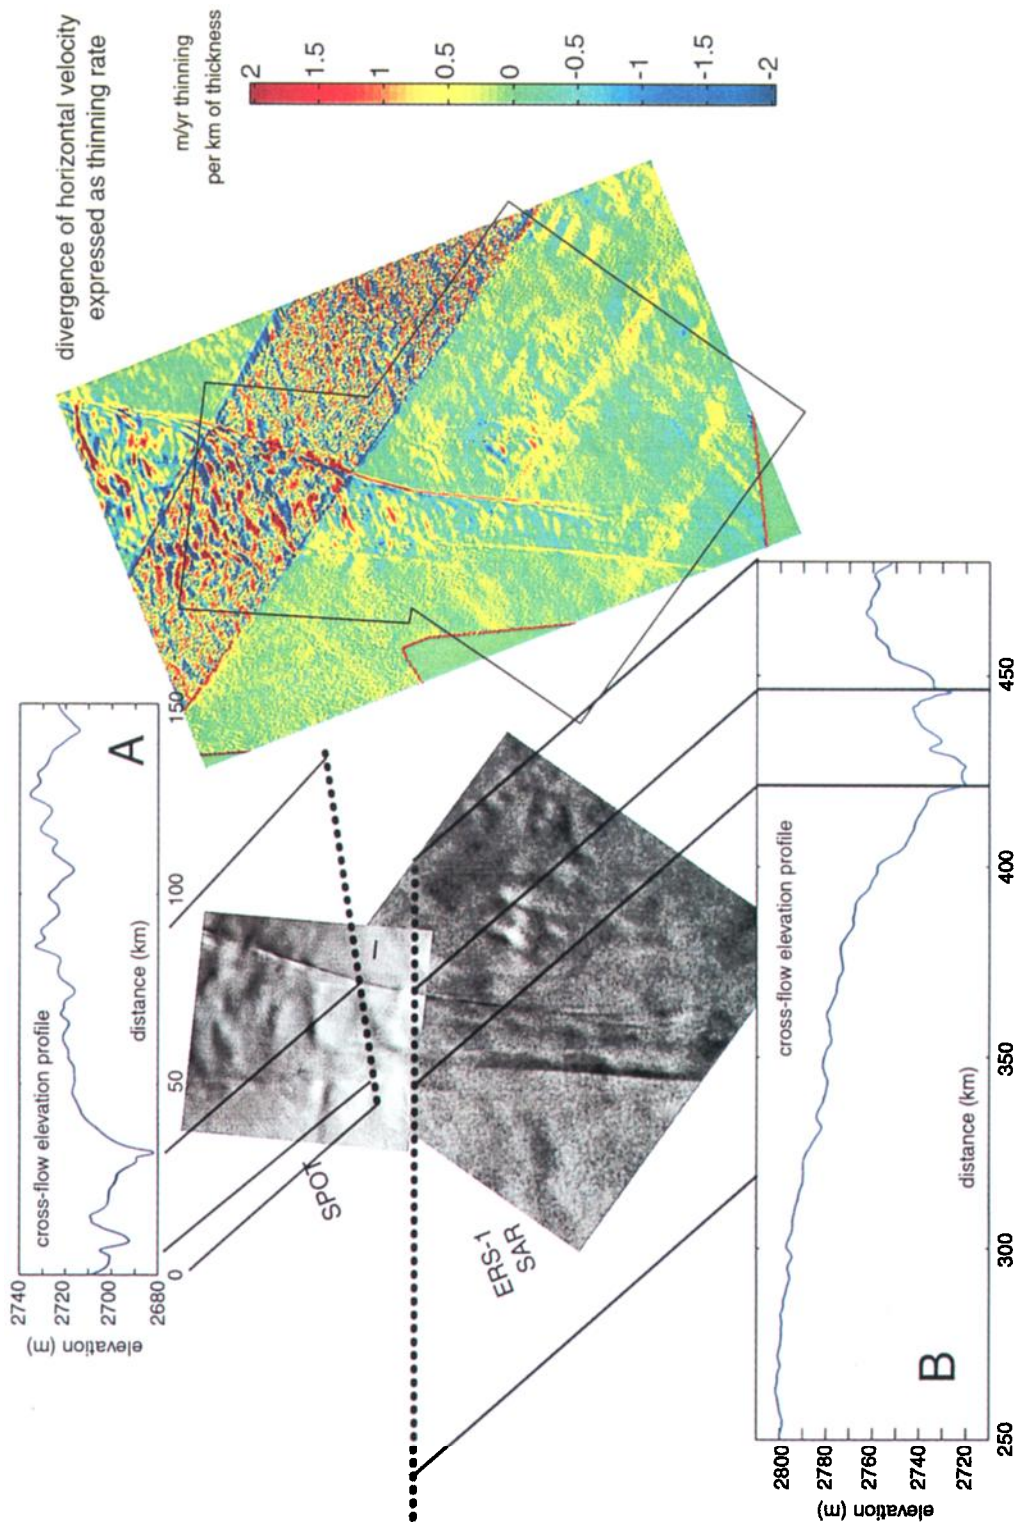 divergence of horizontal velocity
expressed as thinning rate
m/yr thinning
per km of thickness
2
1.5
1
0.5
0
-0.5
-1
-1.5
-2
A
cross-flow elevation profile
elevation (m)
2740
2720
2700
2680
0
50
100
150
distance (km)
SPOT
ERS-1
SAR
B
cross-flow elevation profile
elevation (m)
2800
2780
2760
2740
2720
250
300
350
400
450
distance (km)